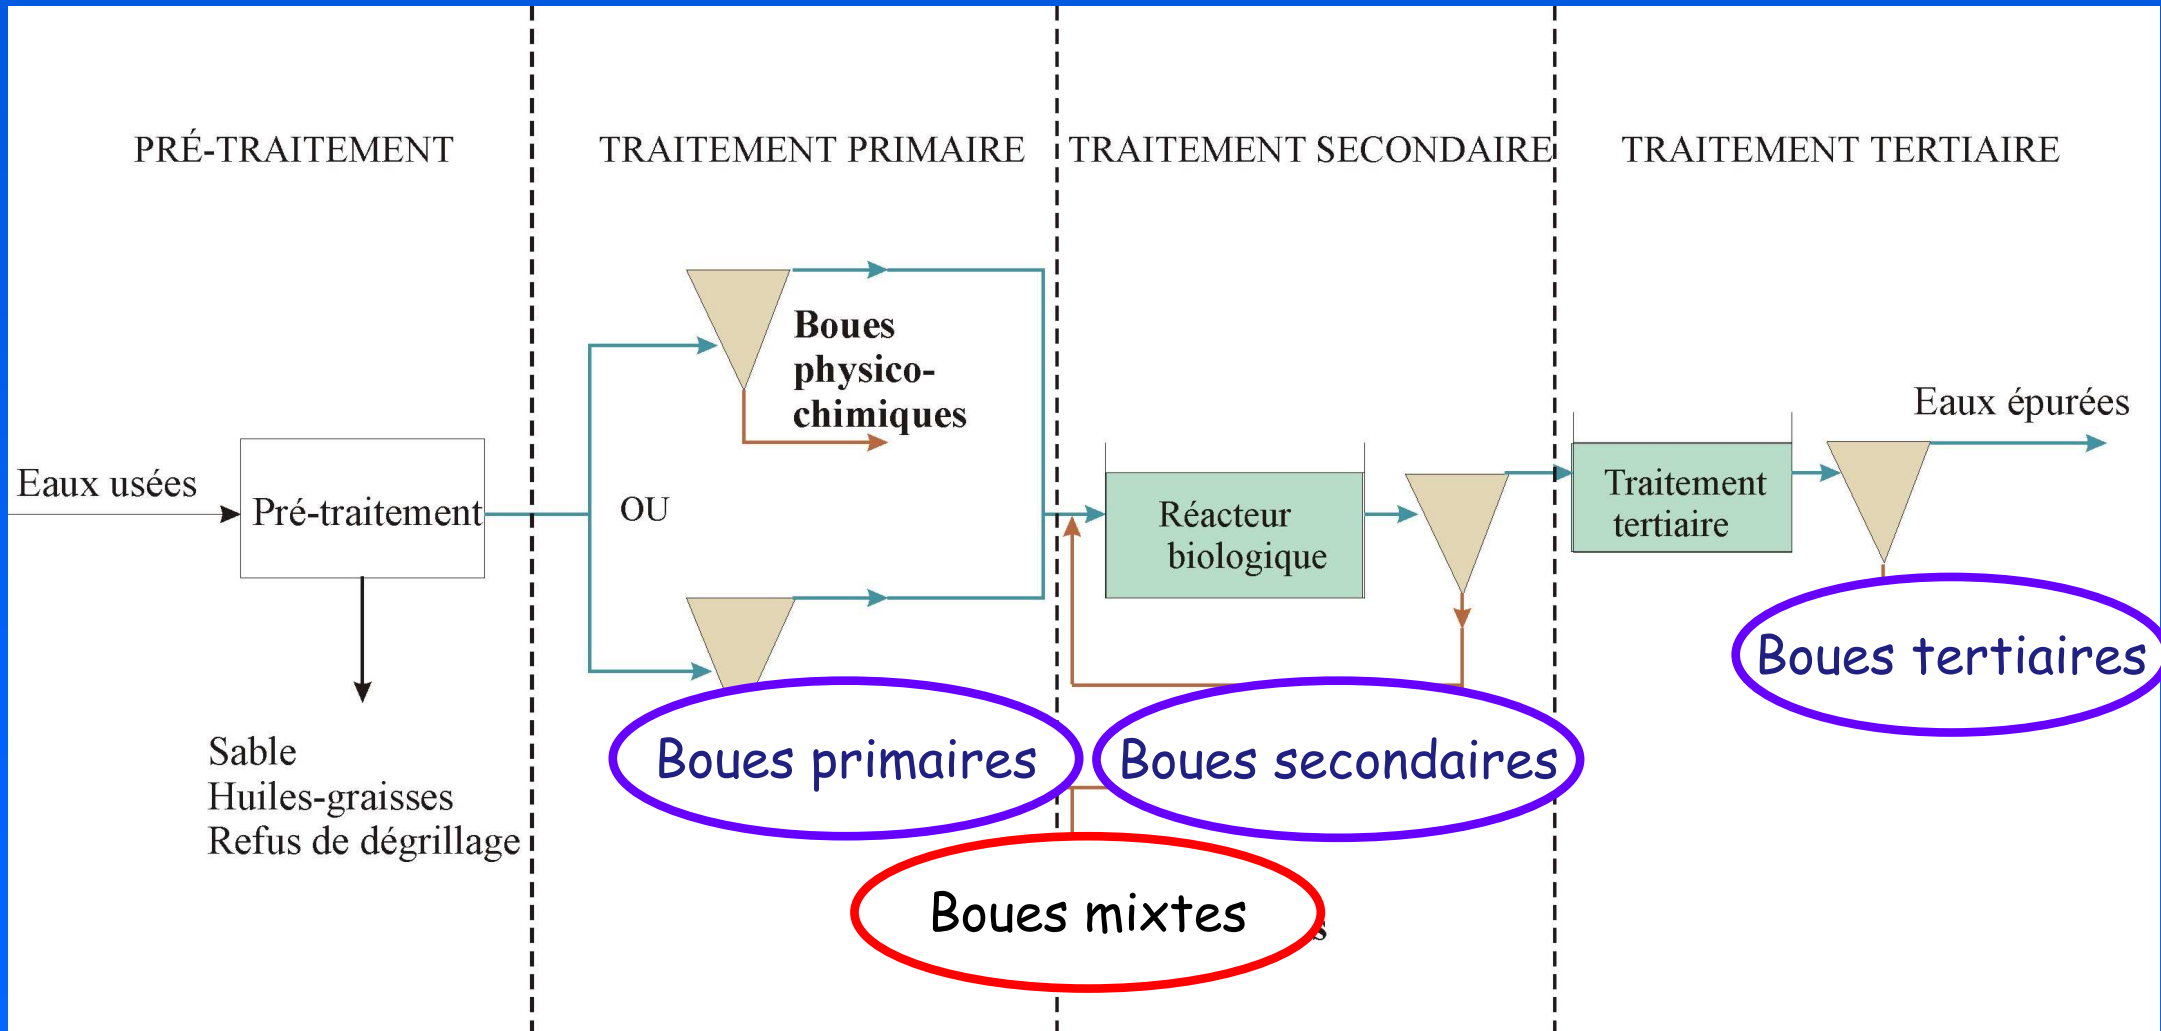 PRÉ-TRAITEMENT
TRAITEMENT PRIMAIRE
TRAITEMENT SECONDAIRE
TRAITEMENT TERTIAIRE
Boues
physico-
chimiques
Eaux usées
Pré-traitement
OU
Réacteur
biologique
Traitement
tertiaire
Eaux épurées
Sable
Huiles-graisses
Refus de dégrillage
Boues primaires
Boues secondaires
Boues tertiaires
Boues mixtes